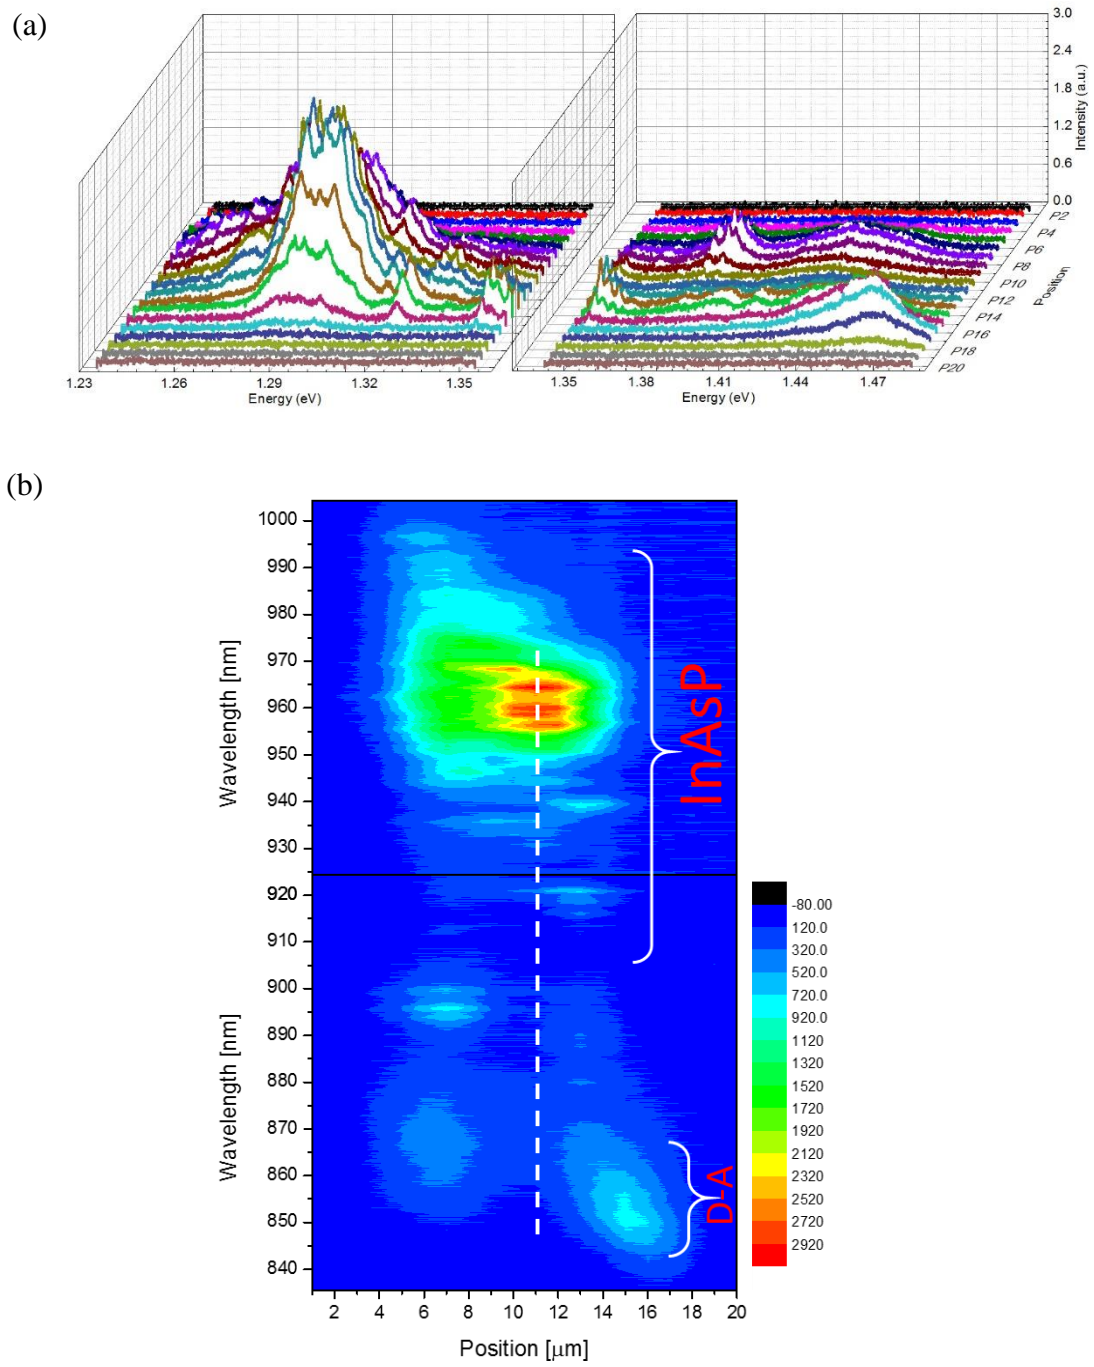 (a)
3.0
2.4
1.8
1.2
0.6
0.0
Intensity (a.u.)
P2
P4
P6
P8
P10
P12
P14
P16
P18
P20
Position
1.23
1.26
1.29
1.32
1.35
Energy (eV)
1.35
1.38
1.41
1.44
1.47
Energy (eV)
(b)
1000
990
980
970
960
950
940
930
Wavelength [nm]
InAsP
920
910
900
890
880
870
860
850
840
Wavelength [nm]
D-A
-80.00
120.0
320.0
520.0
720.0
920.0
1120
1320
1520
1720
1920
2120
2320
2520
2720
2920
2 4 6 8 10 12 14 16 18 20
Position [μm]